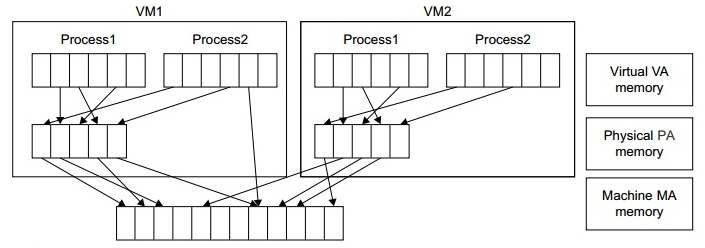 VM1
VM2
Process1
Process2
Process1
Process2
Virtual VA
memory
Physical PA
memory
Machine MA
memory